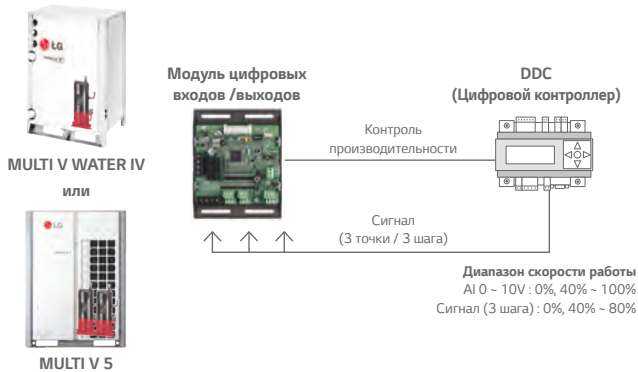 LG
MULTI V WATER IV
или
LG
MULTI V 5
Модуль цифровых
входов /выходов
Контроль
производительности
Сигнал
(3 точки / 3 шага)
DDC
(Цифровой контроллер)
Диапазон скорости работы
AI 0 ~ 10V : 0%, 40% ~ 100%
Сигнал (3 шага) : 0%, 40% ~ 80%